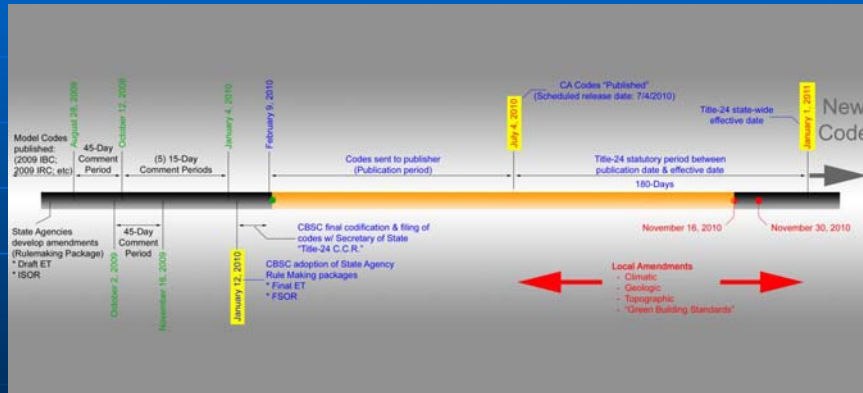 Model Codes
published:
(2009 IBC;
2009 IRC; etc)
August 28, 2009
45-Day
Comment
Period
October 12, 2009
(5) 15-Day
Comment Periods
January 4, 2010
February 9, 2010
Codes sent to publisher
(Publication period)
July 4, 2010
CA Codes "Published"
(Scheduled release date: 7/4/2010)
Title-24 statutory period between
publication date & effective date
180-Days
Title-24 state-wide
effective date
January 1, 2011
New
Code
State Agencies
develop amendments
(Rulemaking Package)
* Draft ET
* ISOR
October 2, 2009
45-Day
Comment
Period
November 16, 2009
January 12, 2010
CBSC final codification & filing of
codes w/ Secretary of State
"Title-24 C.C.R."
CBSC adoption of State Agency
Rule Making packages
* Final ET
* FSOR
November 16, 2010
November 30, 2010
Local Amendments
- Climatic
- Geologic
- Topographic
- "Green Building Standards"